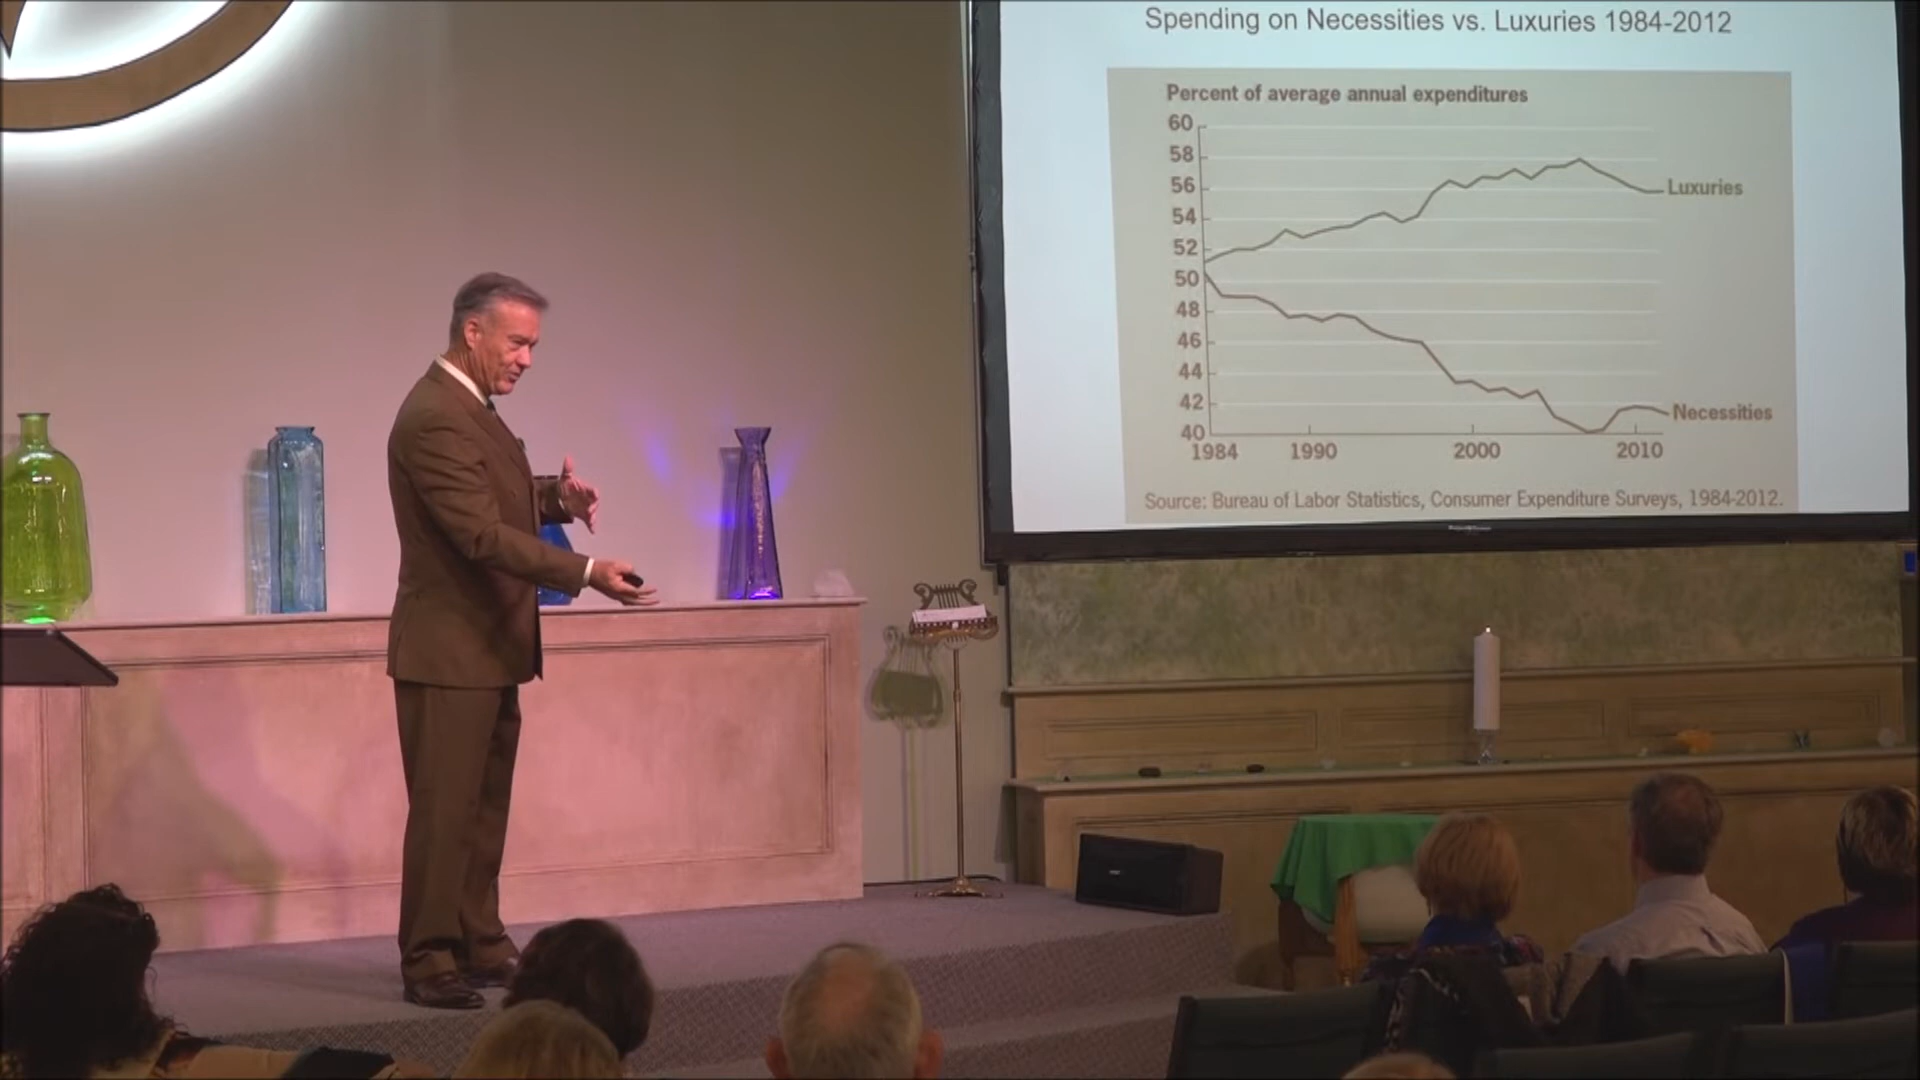 Spending on Necessities vs. Luxuries 1984-2012
Percent of average annual expenditures
60
58
56
Luxuries
54
52
50
48
46
44
42
Necessities
40
1984 1990 2000 2010
Source: Bureau of Labor Statistics, Consumer Expenditure Surveys, 1984-2012.